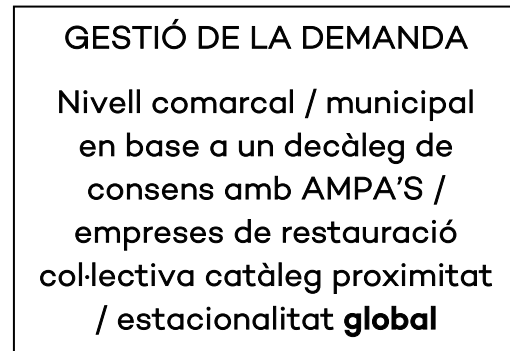 GESTIÓ DE LA DEMANDA
Nivell comarcal / municipal
en base a un decàleg de
consens amb AMPA'S /
empreses de restauració
col·lectiva catàleg proximitat
/ estacionalitat global